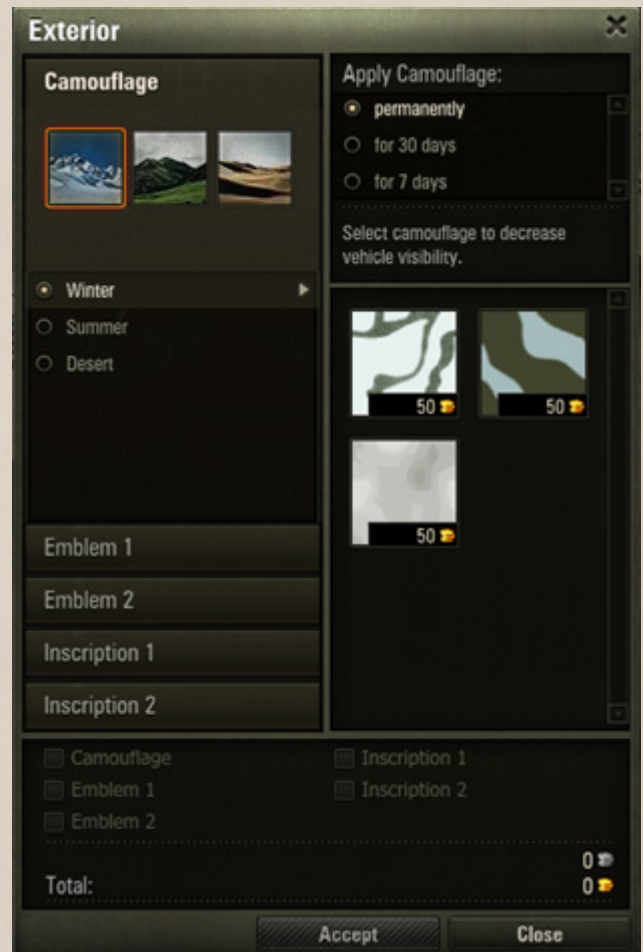 Exterior
Camouflage
Winter
Summer
Desert
Emblem 1
Emblem 2
Inscription 1
Inscription 2
Apply Camouflage:
permanently
for 30 days
for 7 days
Select camouflage to decrease
vehicle visibility.
50
50
50
Camouflage
Inscription 1
Emblem 1
Inscription 2
Emblem 2
0
Total:
0
Accept
Close